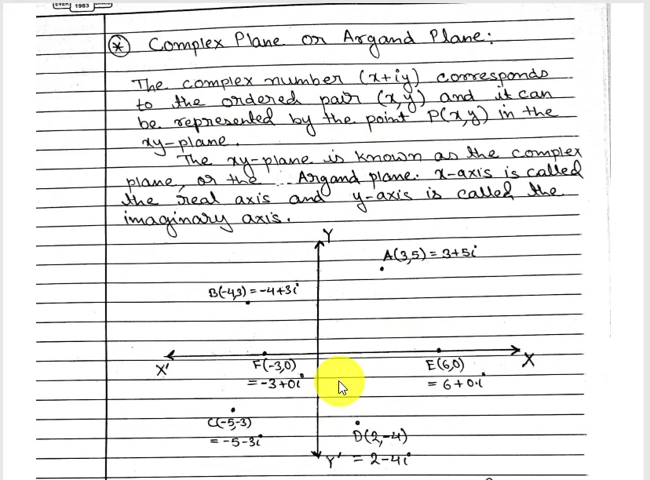 1983
* Complex Plane or Argand Plane:
The complex number (x+iy) corresponds
to the ordered pair (x,y) and it can
be represented by the point P(x,y) in the
xy-plane.
The xy-plane is known as the complex
plane, or the Argand plane. x-axis is called
the real axis and y-axis is called the
imaginary axis.
Y
A(3,5) = 3+5i
B(-4,3) = -4+3i
X'
F(-3,0)
= -3+0i
E(6,0)
= 6+0.i
X
C(-5,-3)
= -5-3i
D(2,-4)
Y' = 2-4i